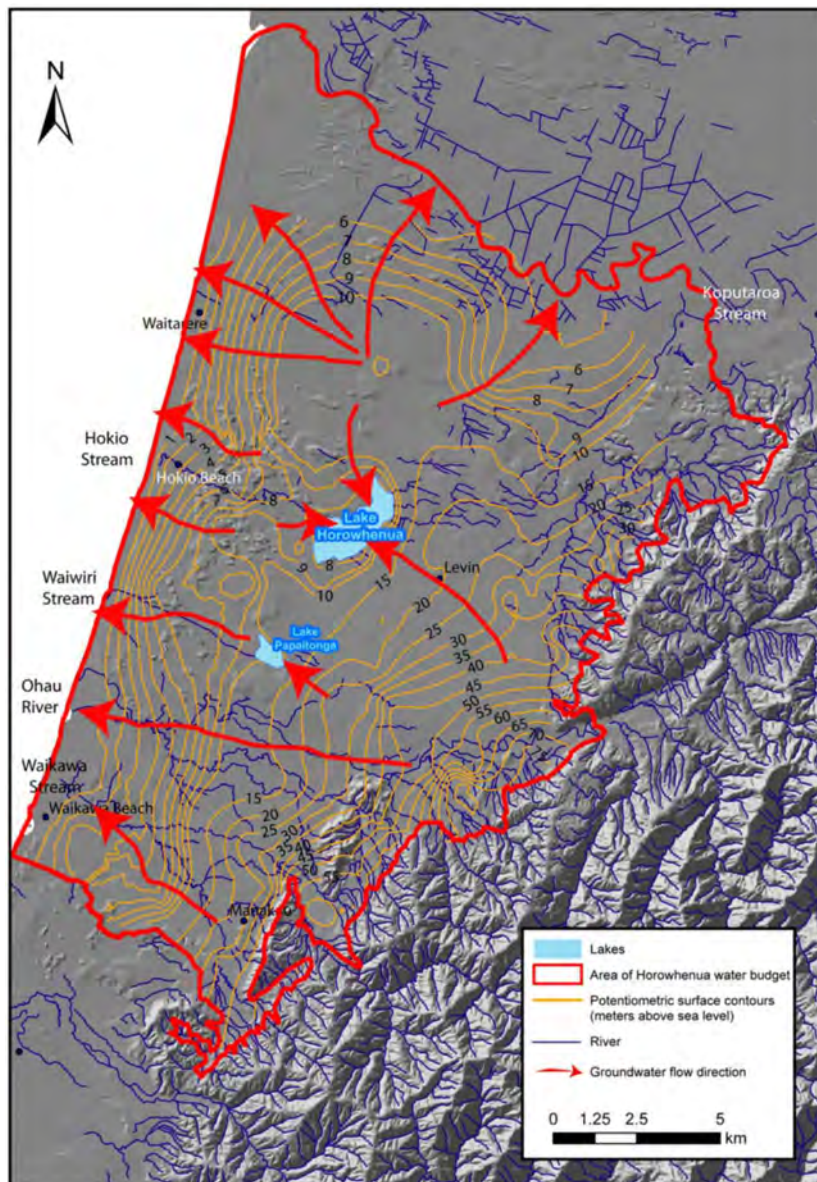 N
6
7
8
9
10
Koputaroa
Stream
Waitarere
6
7
8
9
10
Hokio
Stream
1
2
3
Hokio Beach
8
15
20
25
30
Lake
Horowhenua
Levin
9
8
10
15
20
25
30
35
40
45
50
55
60
65
70
Waiwiri
Stream
Lake
Papaitonga
Ohau
River
Waikawa
Stream
Waikawa Beach
15
20
25
30
35
40
45
50
55
Lakes
Area of Horowhenua water budget
Potentiometric surface contours
(meters above sea level)
River
Groundwater flow direction
0 1.25 2.5 5
km